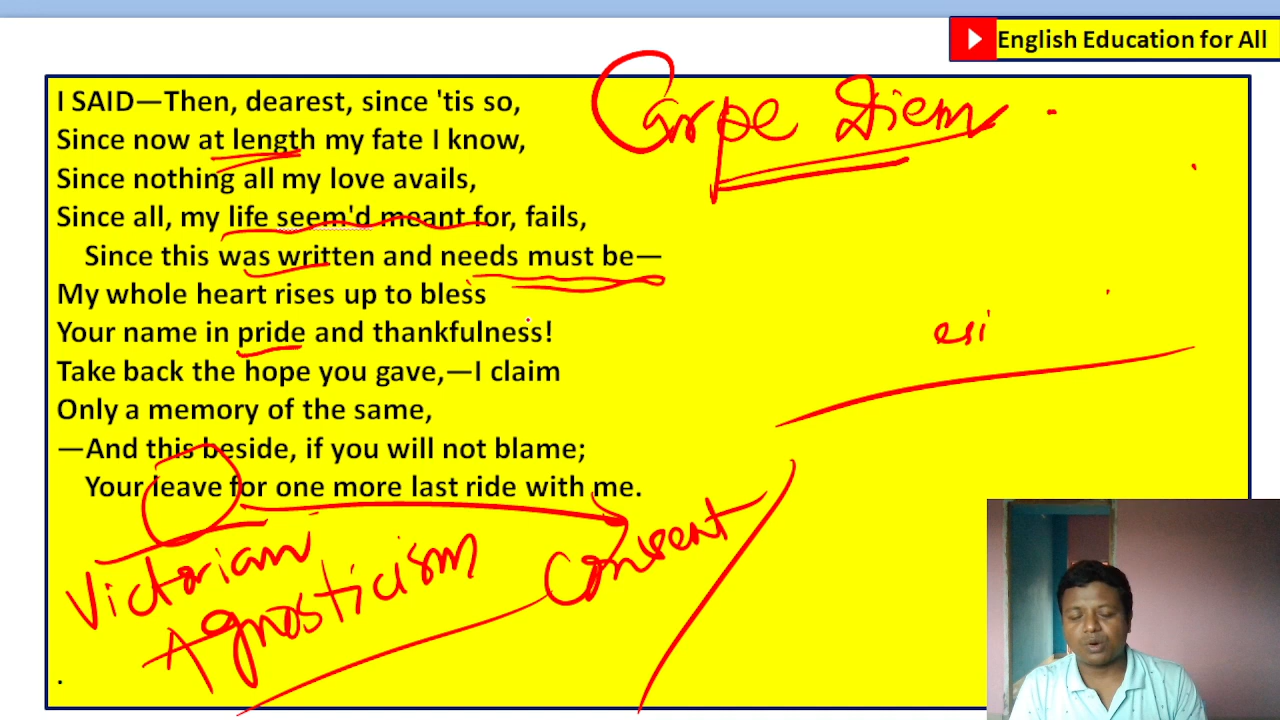 English Education for All
I SAID—Then, dearest, since 'tis so,
Since now at length my fate I know,
Since nothing all my love avails,
Since all, my life seem'd meant for, fails,
Since this was written and needs must be—
My whole heart rises up to bless
Your name in pride and thankfulness!
Take back the hope you gave,—I claim
Only a memory of the same,
—And this beside, if you will not blame;
Your leave for one more last ride with me.
.
Carpe Diem
esi
Victorian
Agnosticism
Consent